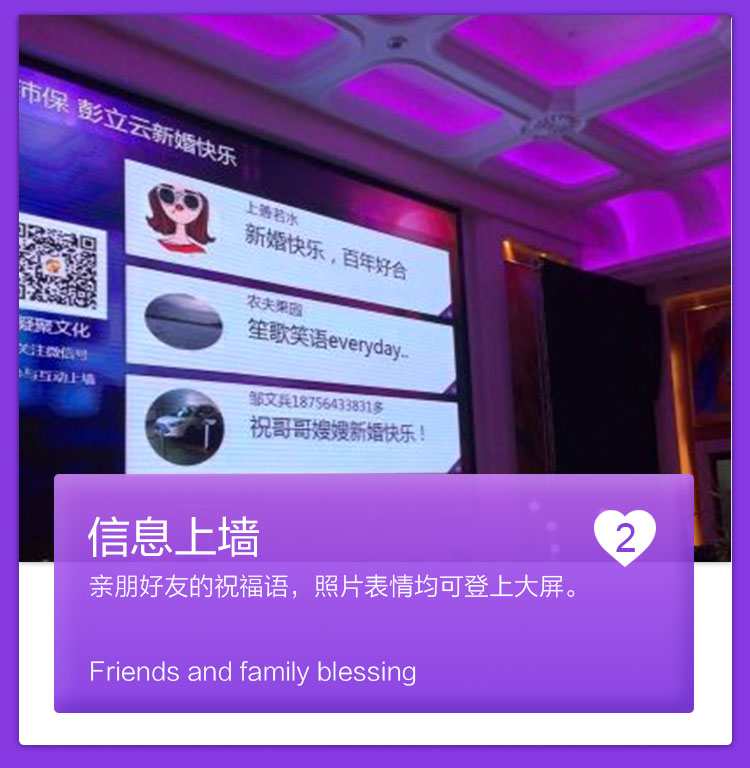 沛保 彭立云新婚快乐
上善若水
新婚快乐，百年好合
农夫果园
笙歌笑语everyday..
凝聚文化
关注微信号
参与互动上墙
邹文兵18756433831多
祝哥哥嫂嫂新婚快乐！
信息上墙
2
亲朋好友的祝福语，照片表情均可登上大屏。
Friends and family blessing